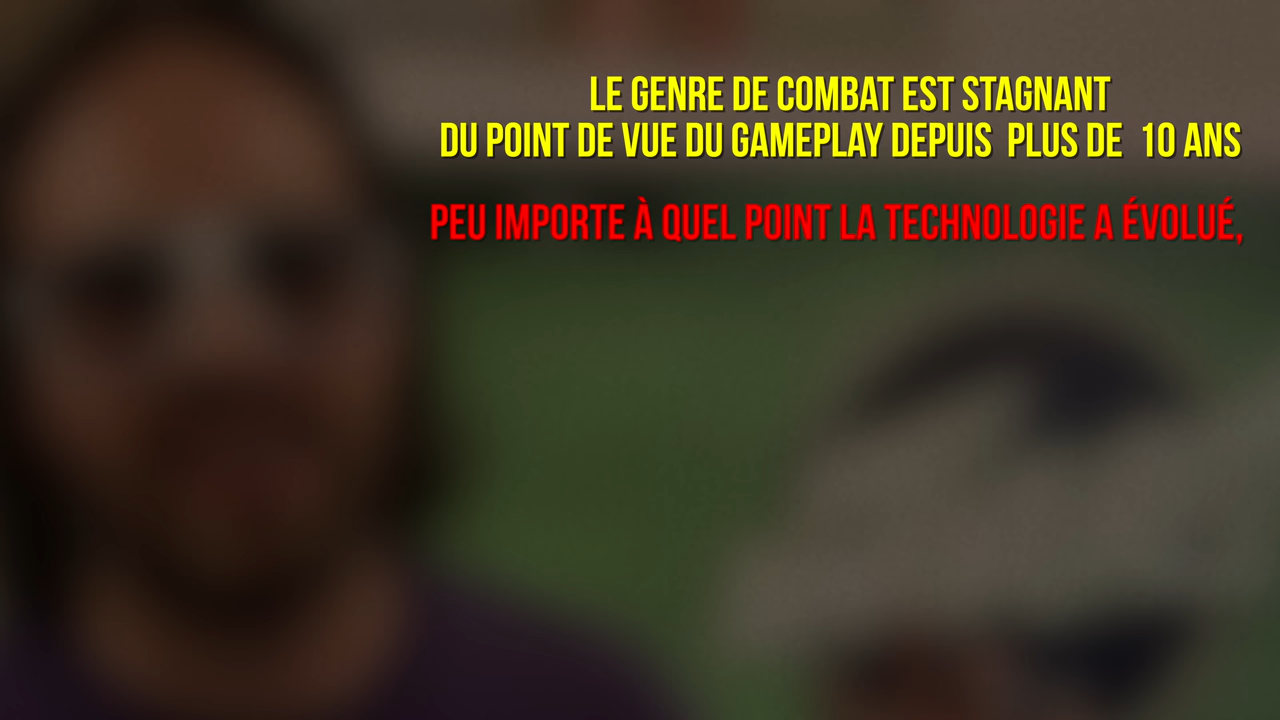 LE GENRE DE COMBAT EST STAGNANT
DU POINT DE VUE DU GAMEPLAY DEPUIS PLUS DE 10 ANS
PEU IMPORTE À QUEL POINT LA TECHNOLOGIE A ÉVOLUÉ,